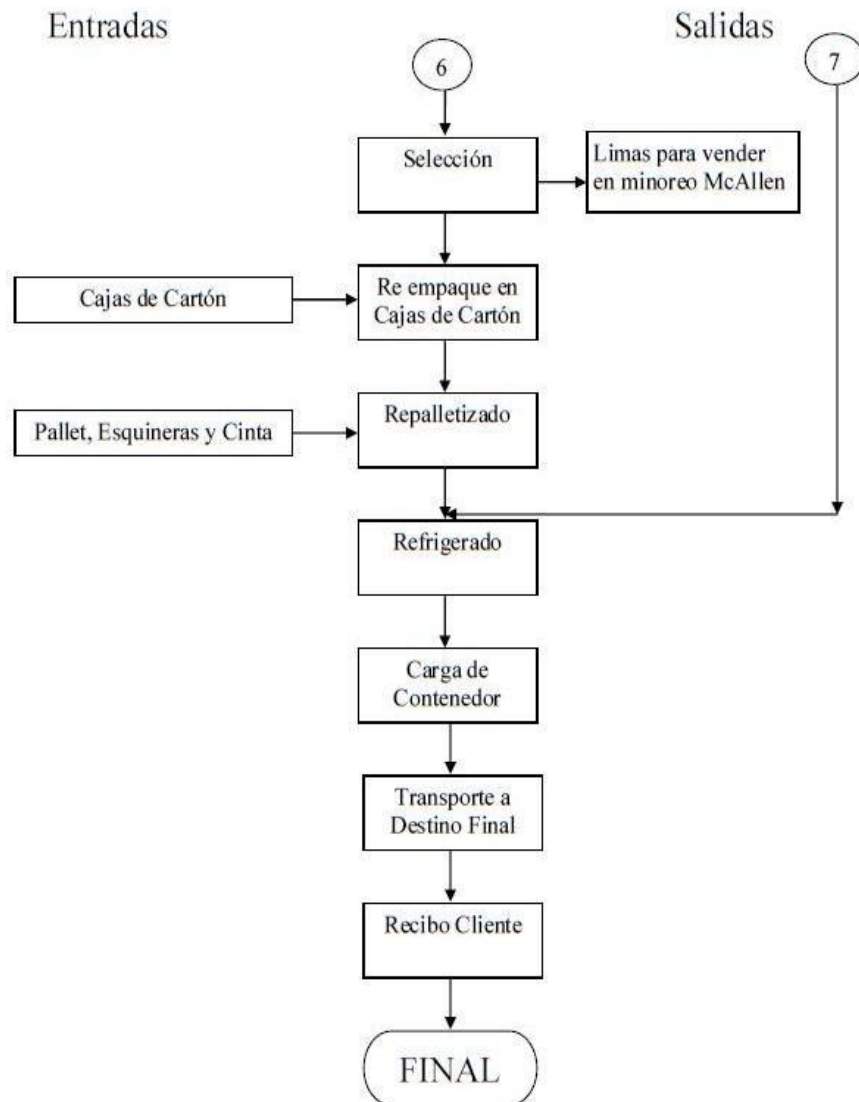 Entradas
Salidas
6
7
Selección
Limas para vender
en minoreo McAllen
Cajas de Cartón
Re empaque en
Cajas de Cartón
Pallet, Esquineras y Cinta
Repalletizado
Refrigerado
Carga de
Contenedor
Transporte a
Destino Final
Recibo Cliente
FINAL